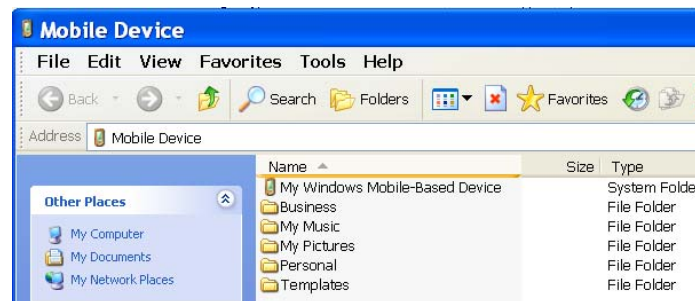 Mobile Device
File Edit View Favorites Tools Help
Back Search Folders Favorites
Address Mobile Device
Name Size Type
My Windows Mobile-Based Device System Folde
Business File Folder
My Music File Folder
My Pictures File Folder
Personal File Folder
Templates File Folder
Other Places
My Computer
My Documents
My Network Places